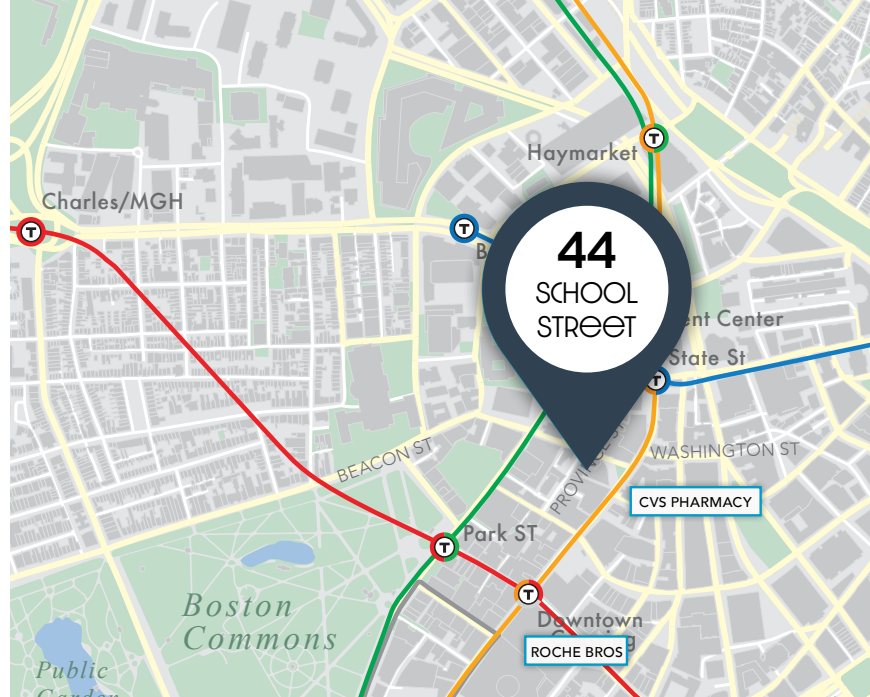 Haymarket
Charles/MGH
44
SCHOOL
STREET
B
ent Center
State St
BEACON ST
PROVINCE ST
WASHINGTON ST
CVS PHARMACY
Park ST
Boston
Commons
Downtown
ROCHE BROS
Public
Garden
T
T
T
T
T
T